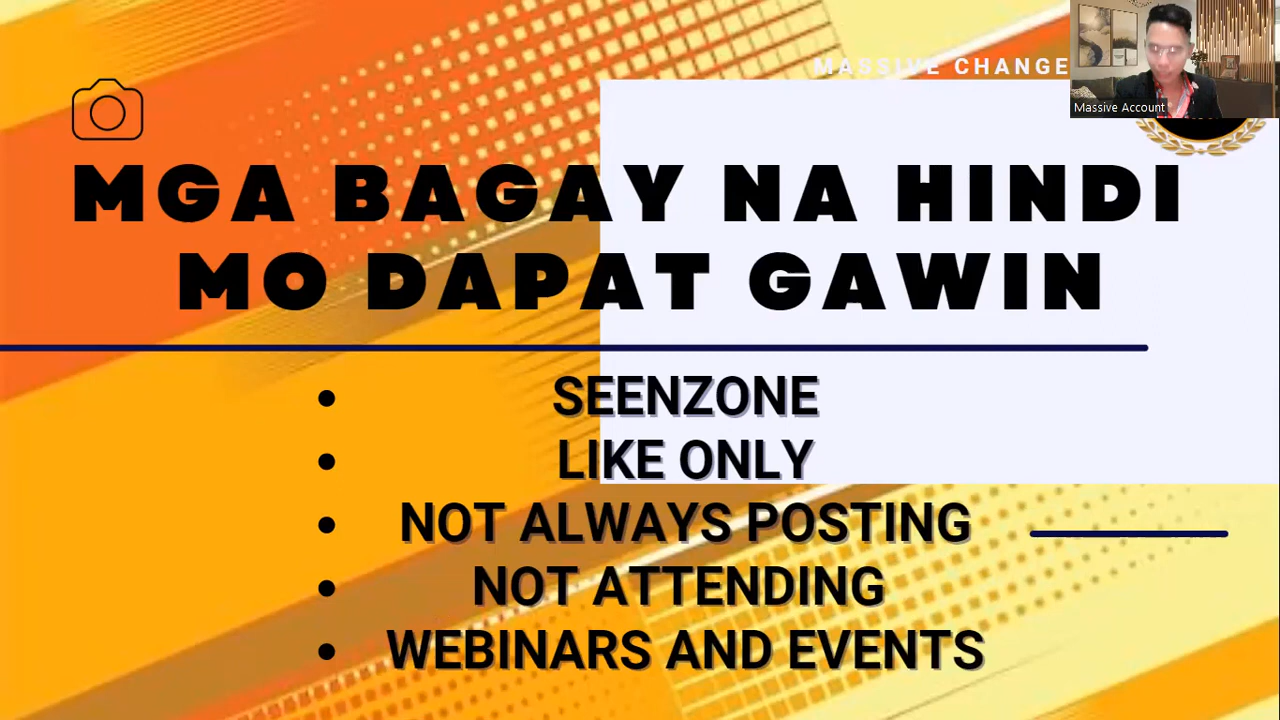 MASSIVE CHANGE
Massive Account
MGA BAGAY NA HINDI
MO DAPAT GAWIN
• SEENZONE
• LIKE ONLY
• NOT ALWAYS POSTING
• NOT ATTENDING
• WEBINARS AND EVENTS